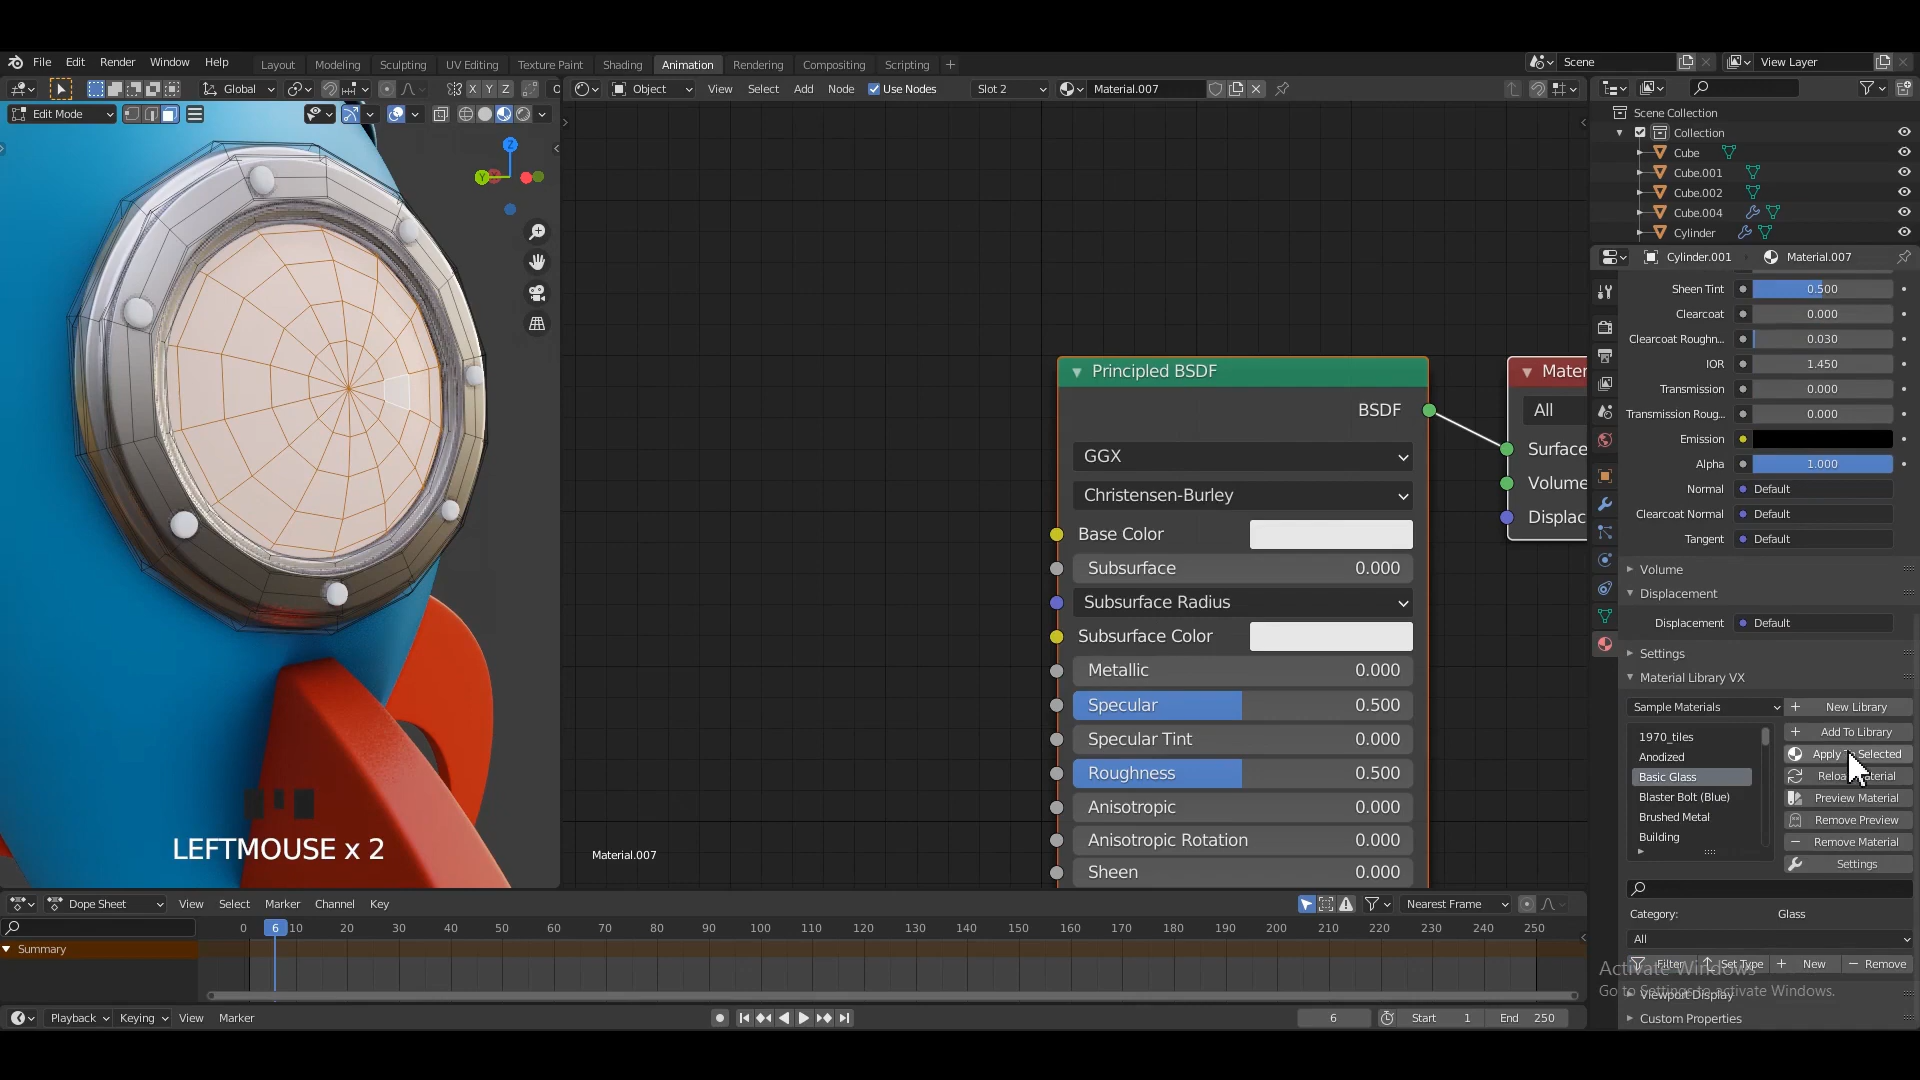 File Edit Render Window Help Layout Modeling Sculpting UV Editing Texture Paint Shading Animation Rendering Compositing Scripting + Scene View Layer
Global X Y Z Object View Select Add Node Use Nodes Slot 2 Material.007
Edit Mode
Z
Y
Scene Collection
Collection
Cube
Cube.001
Cube.002
Cube.004
Cylinder
Cylinder.001 Material.007
Sheen Tint 0.500
Clearcoat 0.000
Clearcoat Roughn... 0.030
IOR 1.450
Transmission 0.000
Transmission Roug... 0.000
Emission
Alpha 1.000
Normal Default
Clearcoat Normal Default
Tangent Default
Volume
Displacement
Displacement Default
Settings
Material Library VX
Sample Materials New Library
1970_tiles
Anodized
Basic Glass
Blaster Bolt (Blue)
Brushed Metal
Building
Add To Library
Apply To Selected
Preview Material
Remove Preview
Remove Material
Settings
Category: Glass
All
Filter Set Type New Remove
Activate Windows
Go to Settings to activate Windows.
Viewport Display
Custom Properties
Principled BSDF
BSDF
GGX
Christensen-Burley
Base Color
Subsurface 0.000
Subsurface Radius
Subsurface Color
Metallic 0.000
Specular 0.500
Specular Tint 0.000
Roughness 0.500
Anisotropic 0.000
Anisotropic Rotation 0.000
Sheen 0.000
Mater
All
Surface
Volume
Displac
Material.007
LEFTMOUSE x 2
Dope Sheet View Select Marker Channel Key Nearest Frame
0 6 10 20 30 40 50 60 70 80 90 100 110 120 130 140 150 160 170 180 190 200 210 220 230 240 250
Summary
Playback Keying View Marker 6 Start 1 End 250